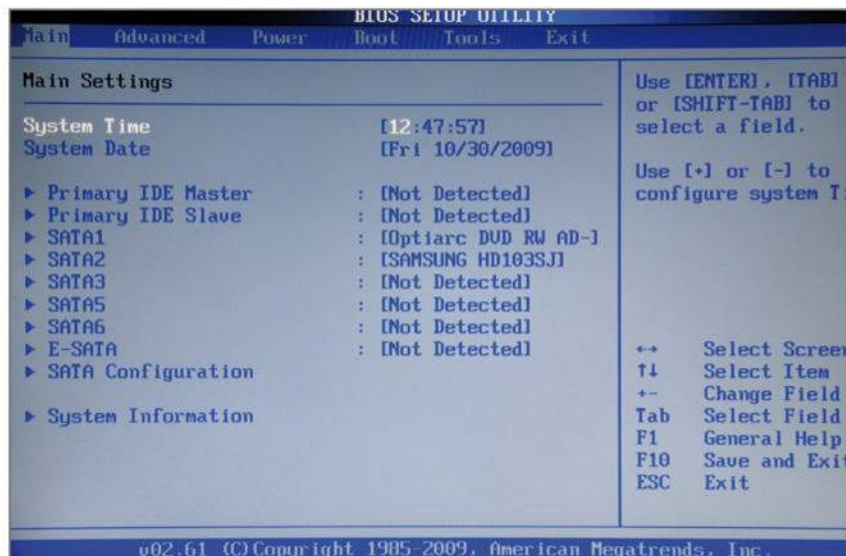 BIOS SETUP UTILITY
Main Advanced Power Boot Tools Exit
Main Settings
System Time [12:47:57]
System Date [Fri 10/30/2009]
▶ Primary IDE Master : [Not Detected]
▶ Primary IDE Slave : [Not Detected]
▶ SATA1 : [Optiarc DVD RW AD-]
▶ SATA2 : [SAMSUNG HD103SJ]
▶ SATA3 : [Not Detected]
▶ SATA5 : [Not Detected]
▶ SATA6 : [Not Detected]
▶ E-SATA : [Not Detected]
▶ SATA Configuration
▶ System Information
Use [ENTER], [TAB]
or [SHIFT-TAB] to
select a field.
Use [+] or [-] to
configure system Ti
↔ Select Screen
↑↓ Select Item
+- Change Field
Tab Select Field
F1 General Help
F10 Save and Exit
ESC Exit
v02.61 (C)Copyright 1985-2009, American Megatrends, Inc.